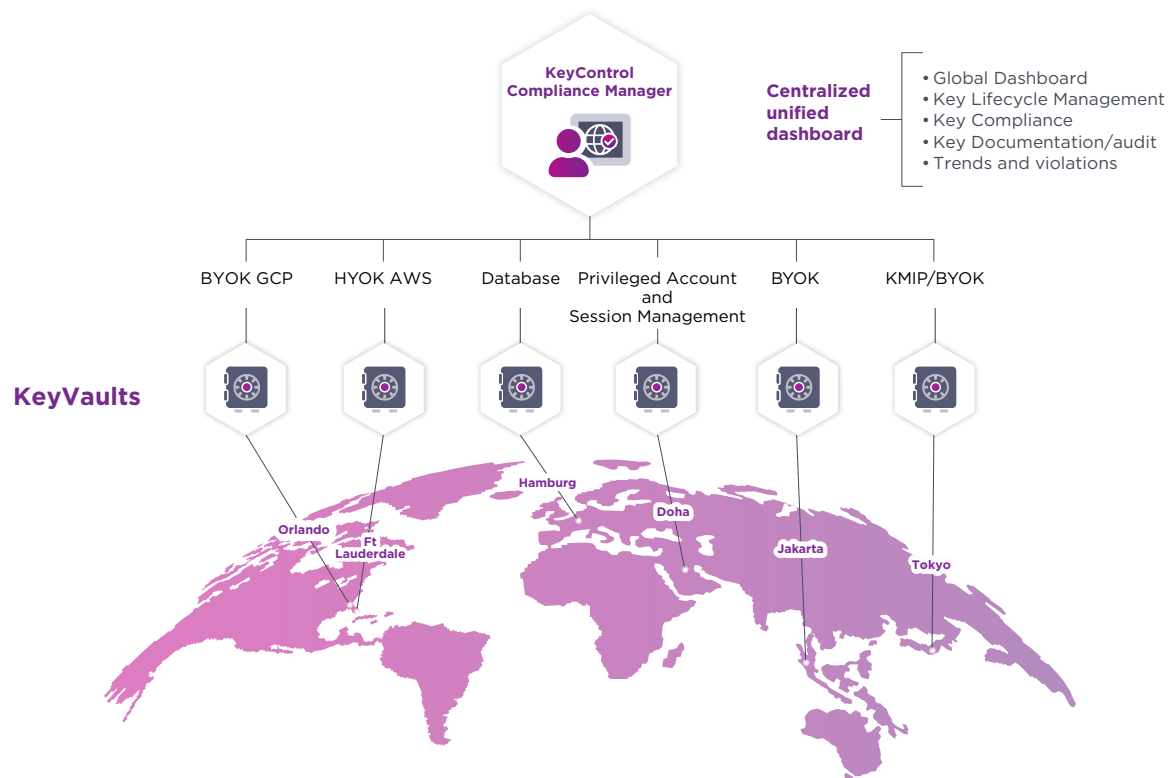 KeyControl
Compliance Manager
Centralized
unified
dashboard
• Global Dashboard
• Key Lifecycle Management
• Key Compliance
• Key Documentation/audit
• Trends and violations
BYOK GCP
HYOK AWS
Database
Privileged Account
and
Session Management
BYOK
KMIP/BYOK
KeyVaults
Hamburg
Orlando
Ft
Lauderdale
Doha
Jakarta
Tokyo